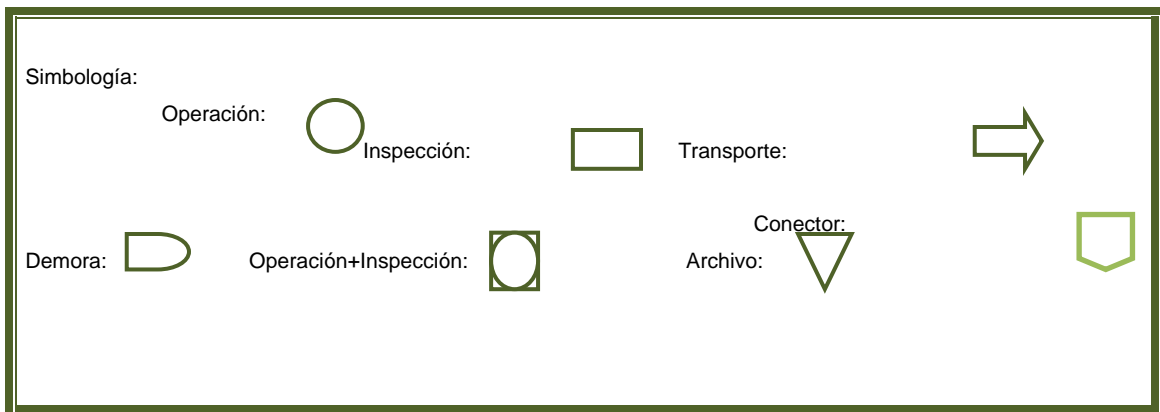 Simbología:
Operación:
Inspección:
Transporte:
Conector:
Demora:
Operación+Inspección:
Archivo: